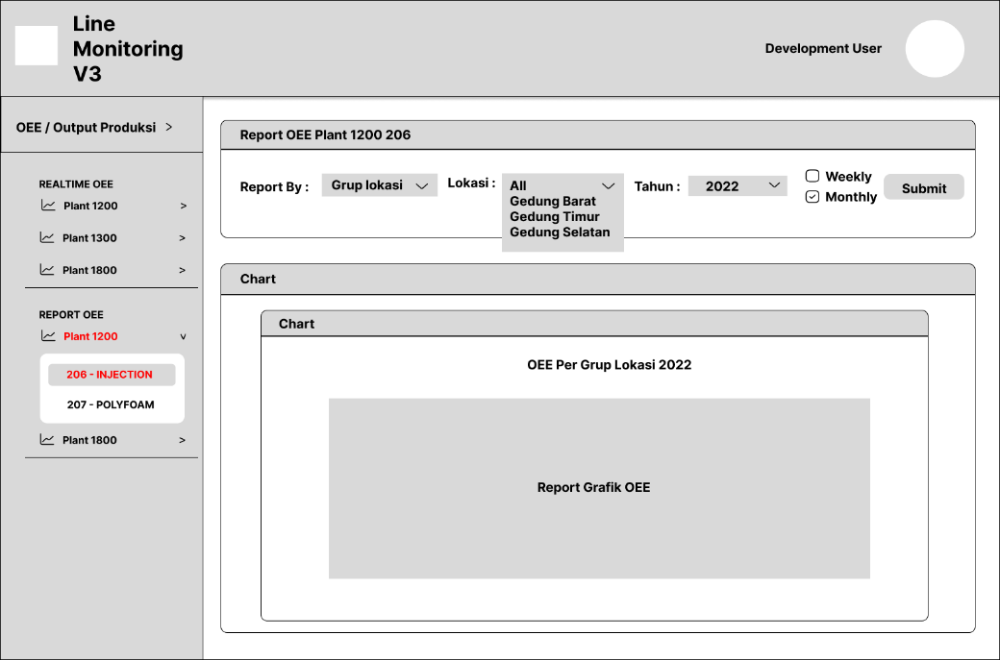 Line
Monitoring
V3
Development User
OEE / Output Produksi >
REALTIME OEE
Plant 1200 >
Plant 1300 >
Plant 1800 >
REPORT OEE
Plant 1200 v
206 - INJECTION
207 - POLYFOAM
Plant 1800 >
Report OEE Plant 1200 206
Report By :
Grup lokasi
Lokasi :
All
Gedung Barat
Gedung Timur
Gedung Selatan
Tahun :
2022
Weekly
Monthly
Submit
Chart
Chart
OEE Per Grup Lokasi 2022
Report Grafik OEE